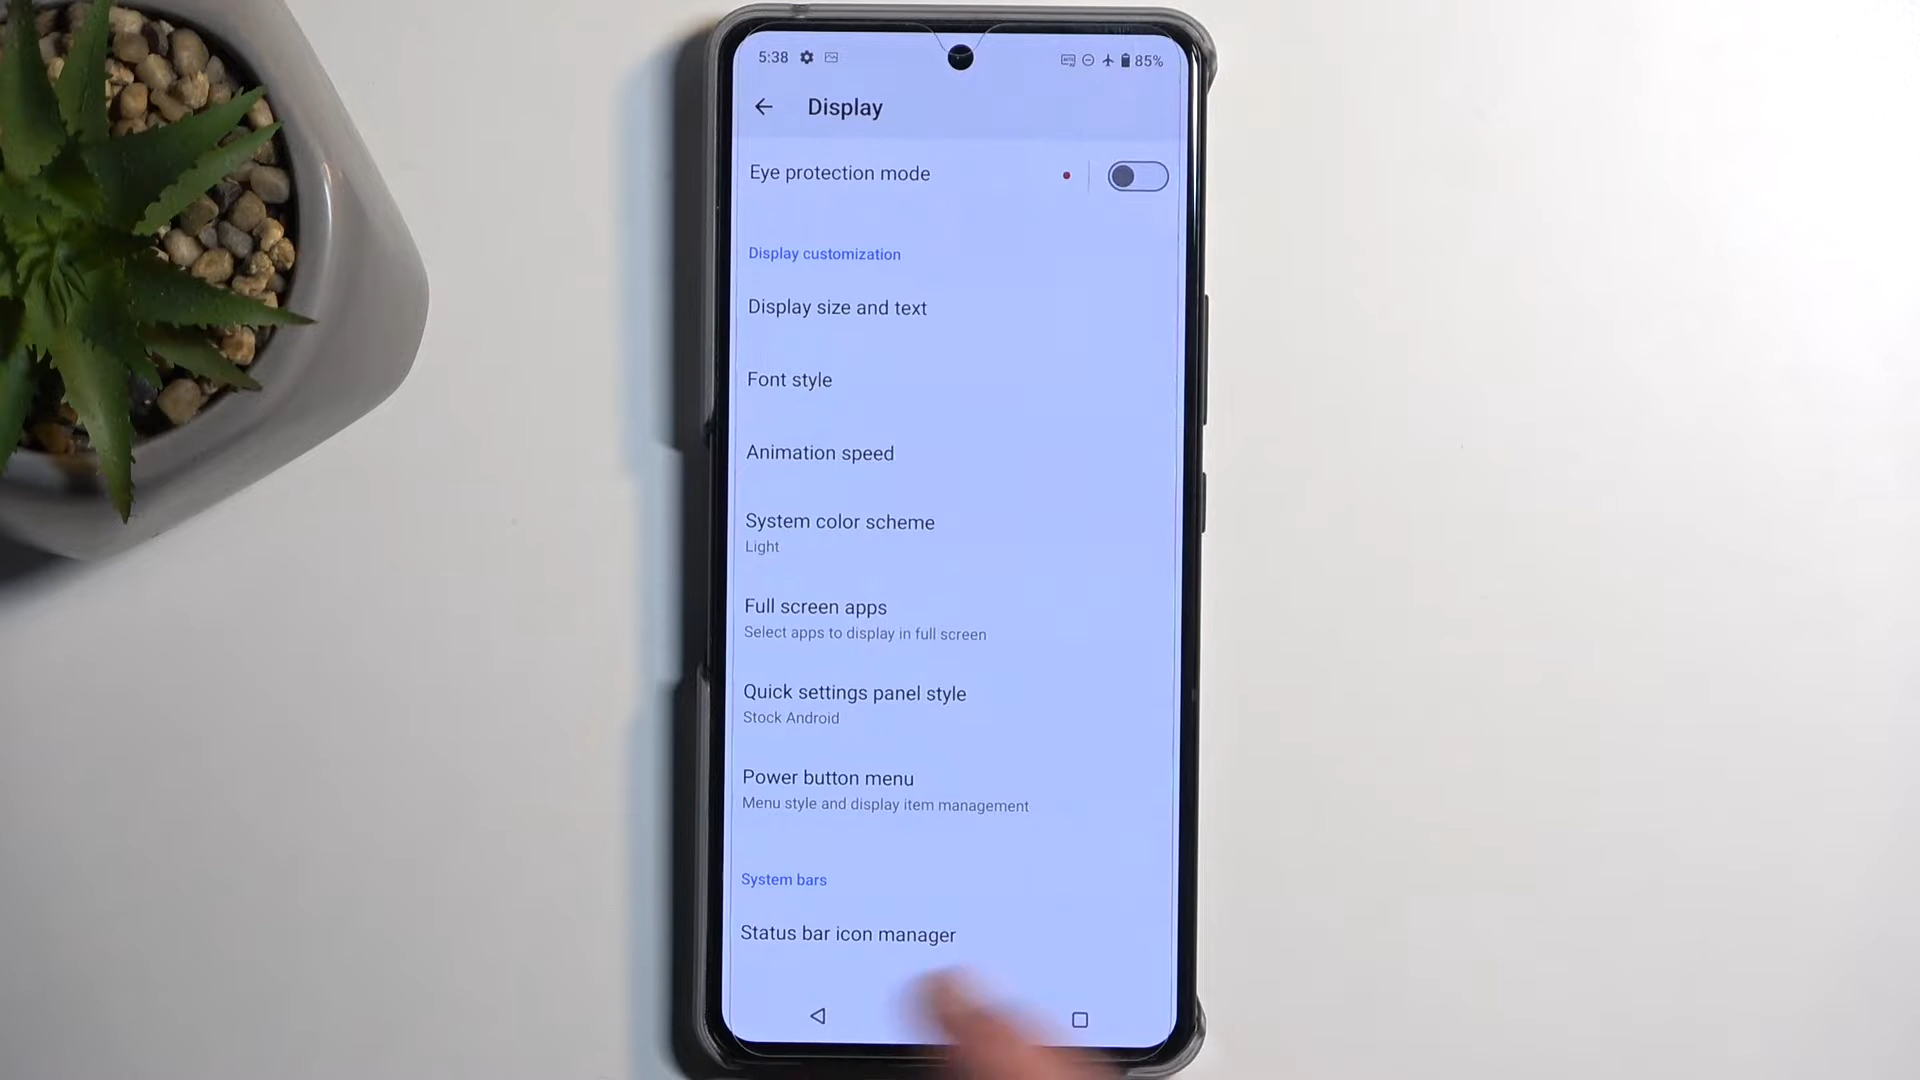 5:38 85%
Display
Eye protection mode
Display customization
Display size and text
Font style
Animation speed
System color scheme
Light
Full screen apps
Select apps to display in full screen
Quick settings panel style
Stock Android
Power button menu
Menu style and display item management
System bars
Status bar icon manager